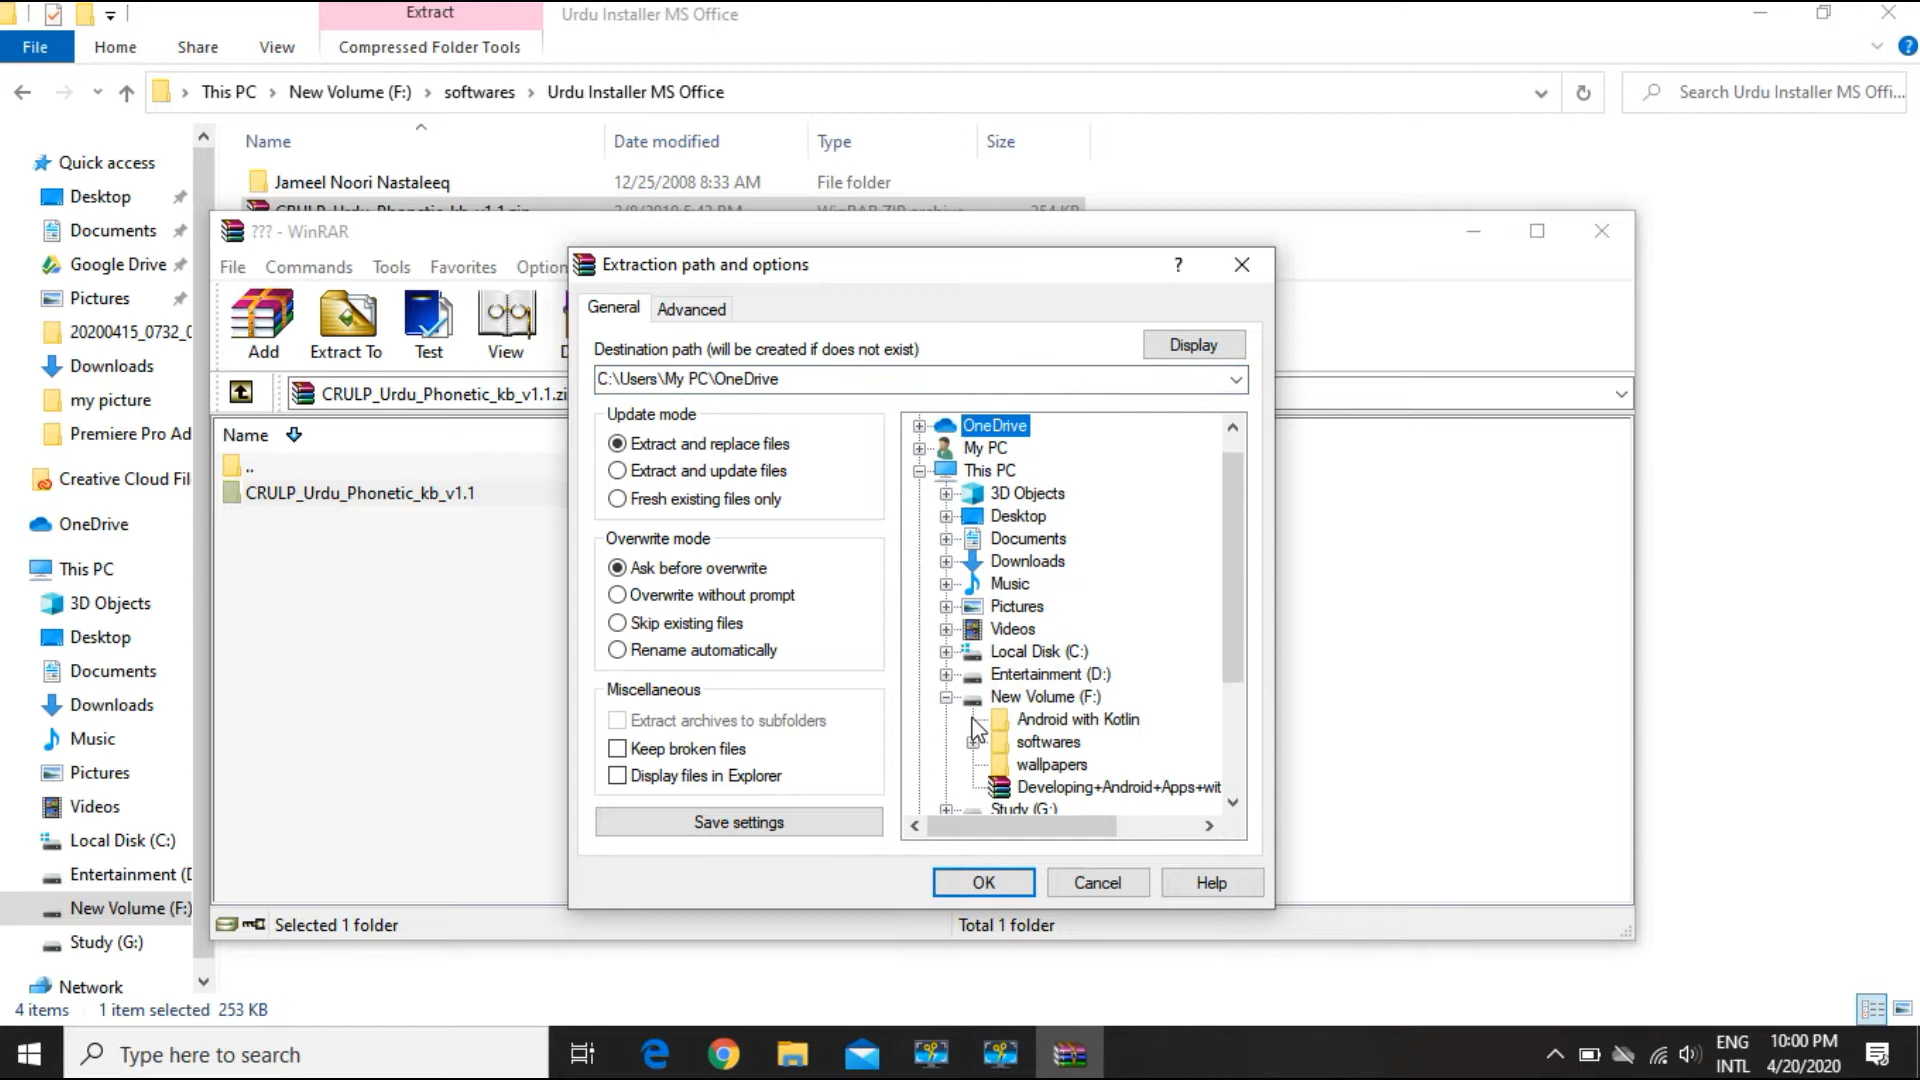 Extract
Urdu Installer MS Office
File Home Share View Compressed Folder Tools
This PC New Volume (F:) softwares Urdu Installer MS Office
Search Urdu Installer MS Offi...
Name Date modified Type Size
Jameel Noori Nastaleeq 12/25/2008 8:33 AM File folder
Quick access
Desktop
Documents
Google Drive
Pictures
20200415_0732_0
Downloads
my picture
Premiere Pro Ad
Creative Cloud Fil
OneDrive
This PC
3D Objects
Desktop
Documents
Downloads
Music
Pictures
Videos
Local Disk (C:)
Entertainment (D
New Volume (F:)
Study (G:)
Network
4 items 1 item selected 253 KB
??? - WinRAR
File Commands Tools Favorites Option
Add Extract To Test View
CRULP_Urdu_Phonetic_kb_v1.1.zi
Name
..
CRULP_Urdu_Phonetic_kb_v1.1
Selected 1 folder
Total 1 folder
Extraction path and options
?
General Advanced
Destination path (will be created if does not exist)
Display
C:\Users\My PC\OneDrive
Update mode
Extract and replace files
Extract and update files
Fresh existing files only
Overwrite mode
Ask before overwrite
Overwrite without prompt
Skip existing files
Rename automatically
Miscellaneous
Extract archives to subfolders
Keep broken files
Display files in Explorer
Save settings
OneDrive
My PC
This PC
3D Objects
Desktop
Documents
Downloads
Music
Pictures
Videos
Local Disk (C:)
Entertainment (D:)
New Volume (F:)
Android with Kotlin
softwares
wallpapers
Developing+Android+Apps+wit
Study (G:)
OK Cancel Help
Type here to search
ENG
INTL
10:00 PM
4/20/2020